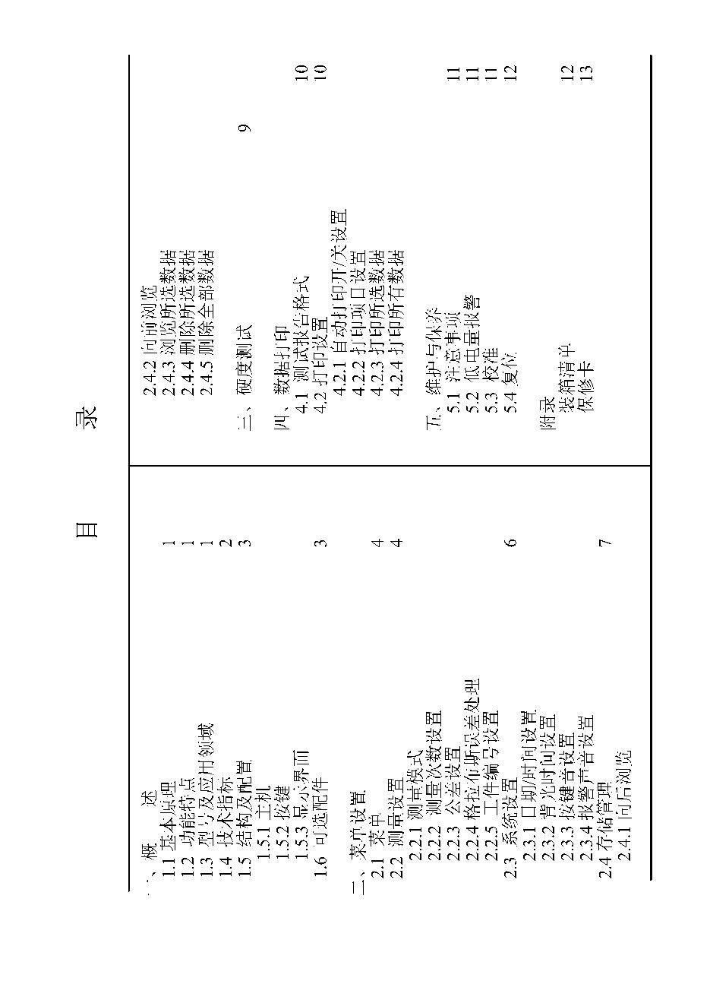 目 录
一、概 述
1.1 基本原理 1
1.2 功能特点 1
1.3 型号及应用领域 1
1.4 技术指标 2
1.5 结构及配置 3
1.5.1 主机
1.5.2 按键
1.5.3 显示界面
1.6 可选配件 3
二、菜单设置
2.1 菜单 4
2.2 测量设置 4
2.2.1 测量模式
2.2.2 测量次数设置
2.2.3 公差设置
2.2.4 格拉布斯误差处理
2.2.5 工件编号设置
2.3 系统设置 6
2.3.1 日期/时间设置
2.3.2 背光时间设置
2.3.3 按键音设置
2.3.4 报警声音设置
2.4 存储管理 7
2.4.1 向后浏览
2.4.2 向前浏览
2.4.3 浏览所选数据
2.4.4 删除所选数据
2.4.5 删除全部数据
三、硬度测试 9
四、数据打印
4.1 测试报告格式 10
4.2 打印设置 10
4.2.1 自动打印开/关设置
4.2.2 打印项目设置
4.2.3 打印所选数据
4.2.4 打印所有数据
五、维护与保养
5.1 注意事项 11
5.2 低电量报警 11
5.3 校准 11
5.4 复位 12
附录
装箱清单 12
保修卡 13